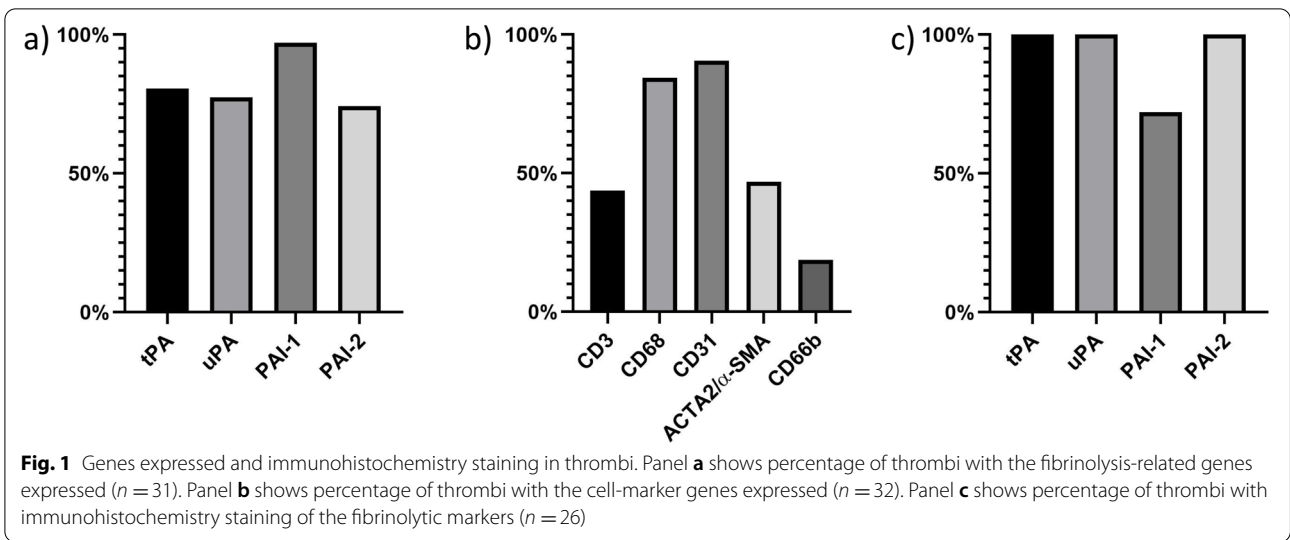 a)
100%
50%
0%
tPA
uPA
PAI-1
PAI-2
b)
100%
50%
0%
CD3
CD68
CD31
ACTA2/α-SMA
CD66b
c)
100%
50%
0%
tPA
uPA
PAI-1
PAI-2
Fig. 1 Genes expressed and immunohistochemistry staining in thrombi. Panel a shows percentage of thrombi with the fibrinolysis-related genes
expressed (n = 31). Panel b shows percentage of thrombi with the cell-marker genes expressed (n = 32). Panel c shows percentage of thrombi with
immunohistochemistry staining of the fibrinolytic markers (n = 26)